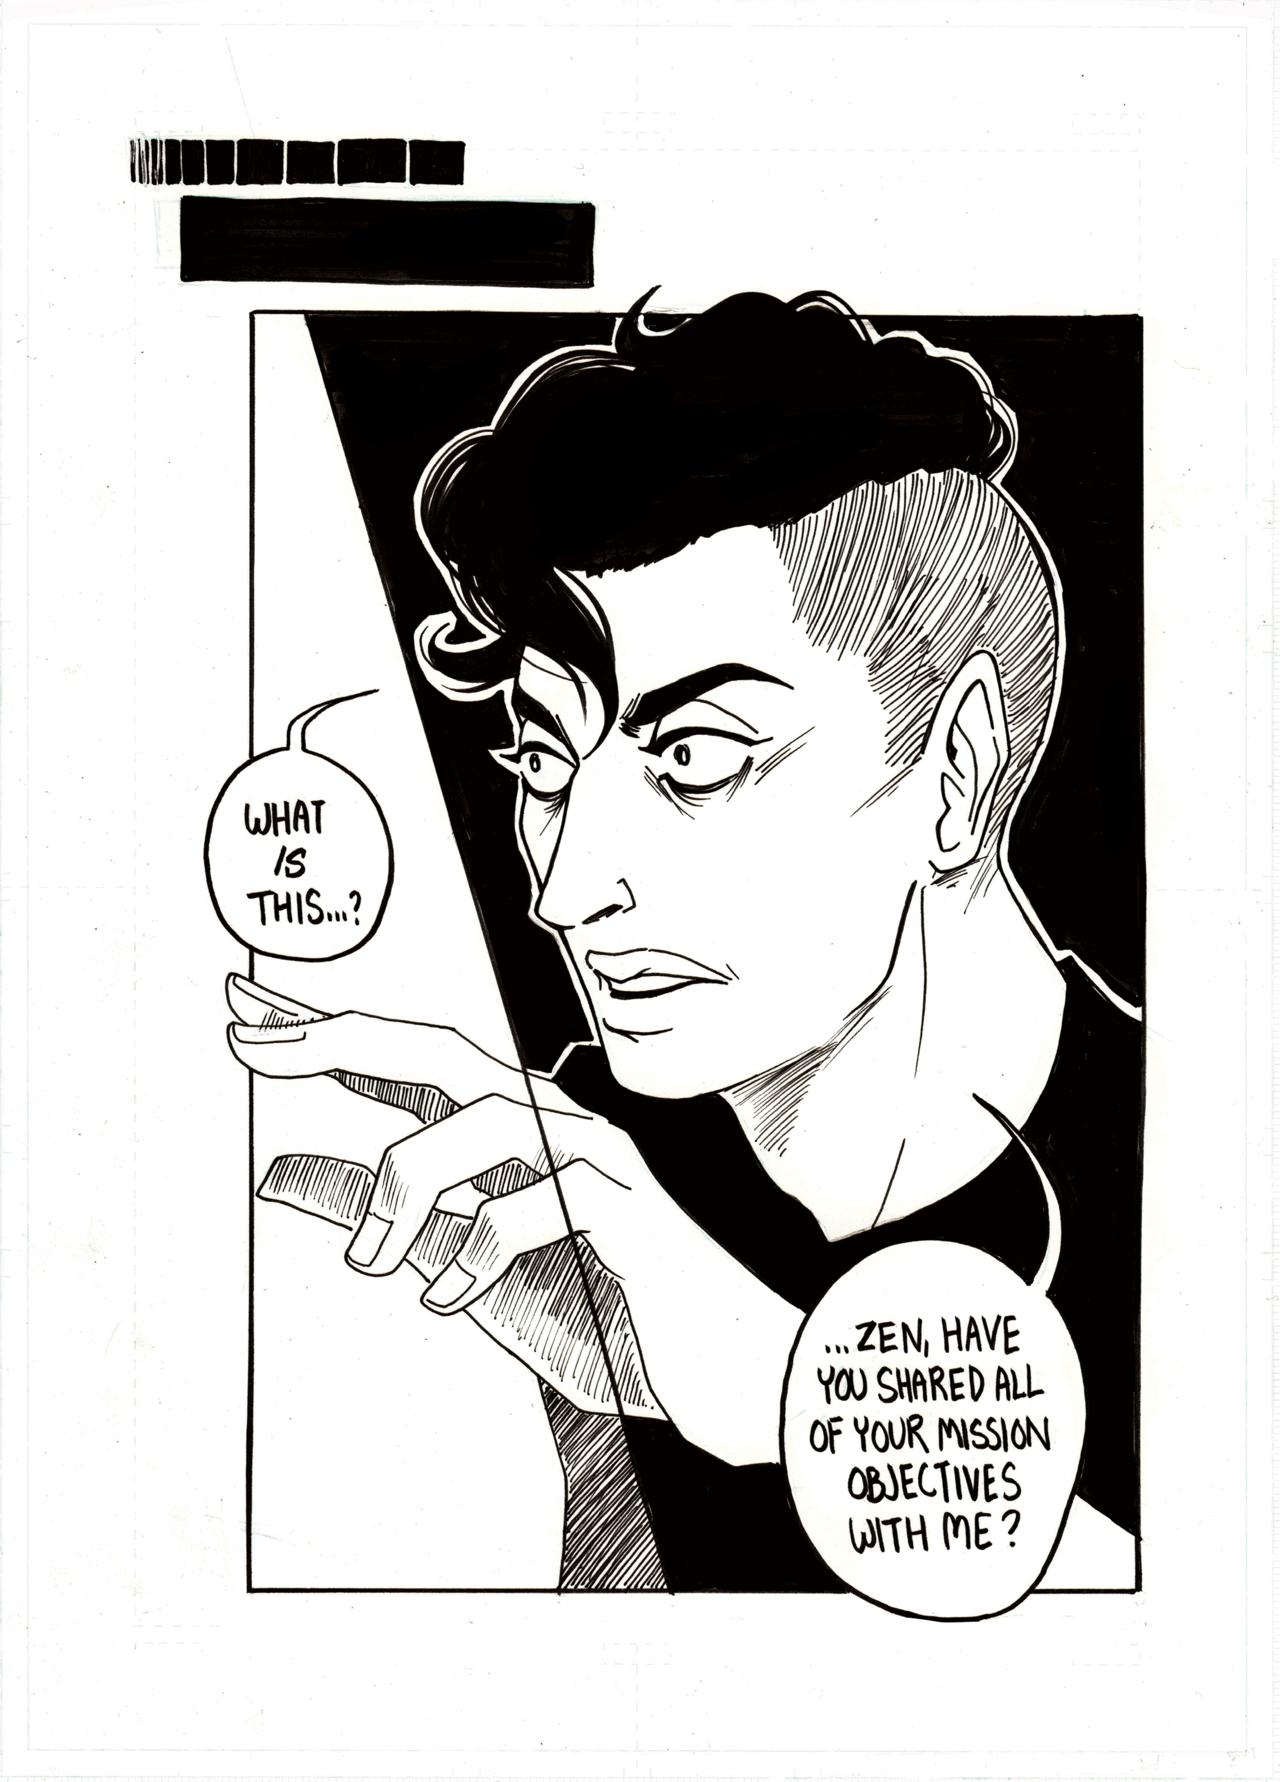 WHAT
IS
THIS...?
...ZEN, HAVE
YOU SHARED ALL
OF YOUR MISSION
OBJECTIVES
WITH ME?